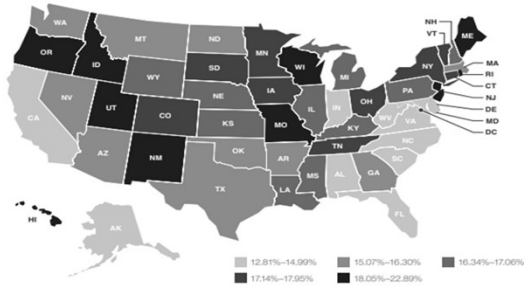 WA
MT
ND
MN
NH
VT
ME
OR
ID
SD
WI
MI
NY
MA
RI
CT
NJ
DE
MD
DC
WY
IA
NE
PA
NV
UT
CO
IL
IN
OH
CA
KS
MO
KY
WV
VA
AZ
NM
OK
AR
TN
NC
SC
TX
LA
MS
AL
GA
FL
HI
AK
12.81%–14.99% 15.07%–16.30% 16.34%–17.06%
17.14%–17.95% 18.05%–22.89%